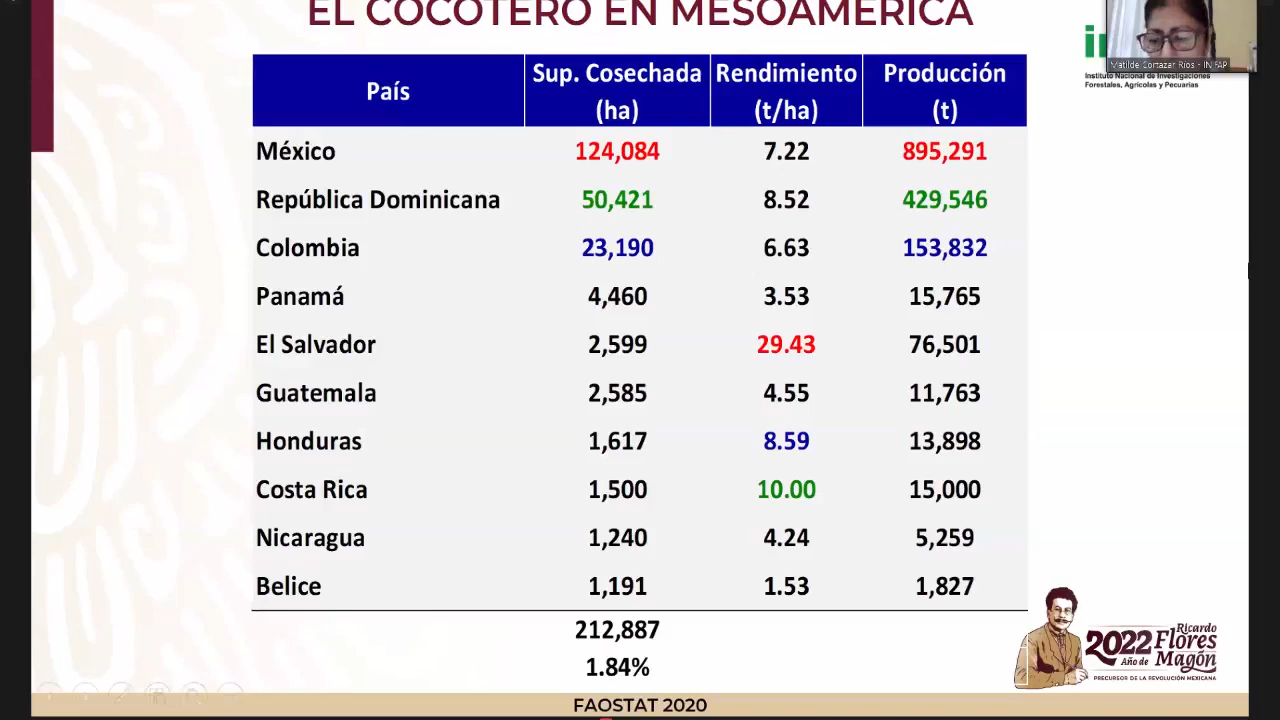 EL COCOTERO EN MESOAMÉRICA
País Sup. Cosechada (ha) Rendimiento (t/ha) Producción (t)
México 124,084 7.22 895,291
República Dominicana 50,421 8.52 429,546
Colombia 23,190 6.63 153,832
Panamá 4,460 3.53 15,765
El Salvador 2,599 29.43 76,501
Guatemala 2,585 4.55 11,763
Honduras 1,617 8.59 13,898
Costa Rica 1,500 10.00 15,000
Nicaragua 1,240 4.24 5,259
Belice 1,191 1.53 1,827
212,887
1.84%
FAOSTAT 2020
Matilde Cortazar Rios - INIFAP
Instituto Nacional de Investigaciones
Forestales, Agrícolas y Pecuarias
2022 Ricardo
Año de Flores
Magón
PRECURSOR DE LA REVOLUCIÓN MEXICANA